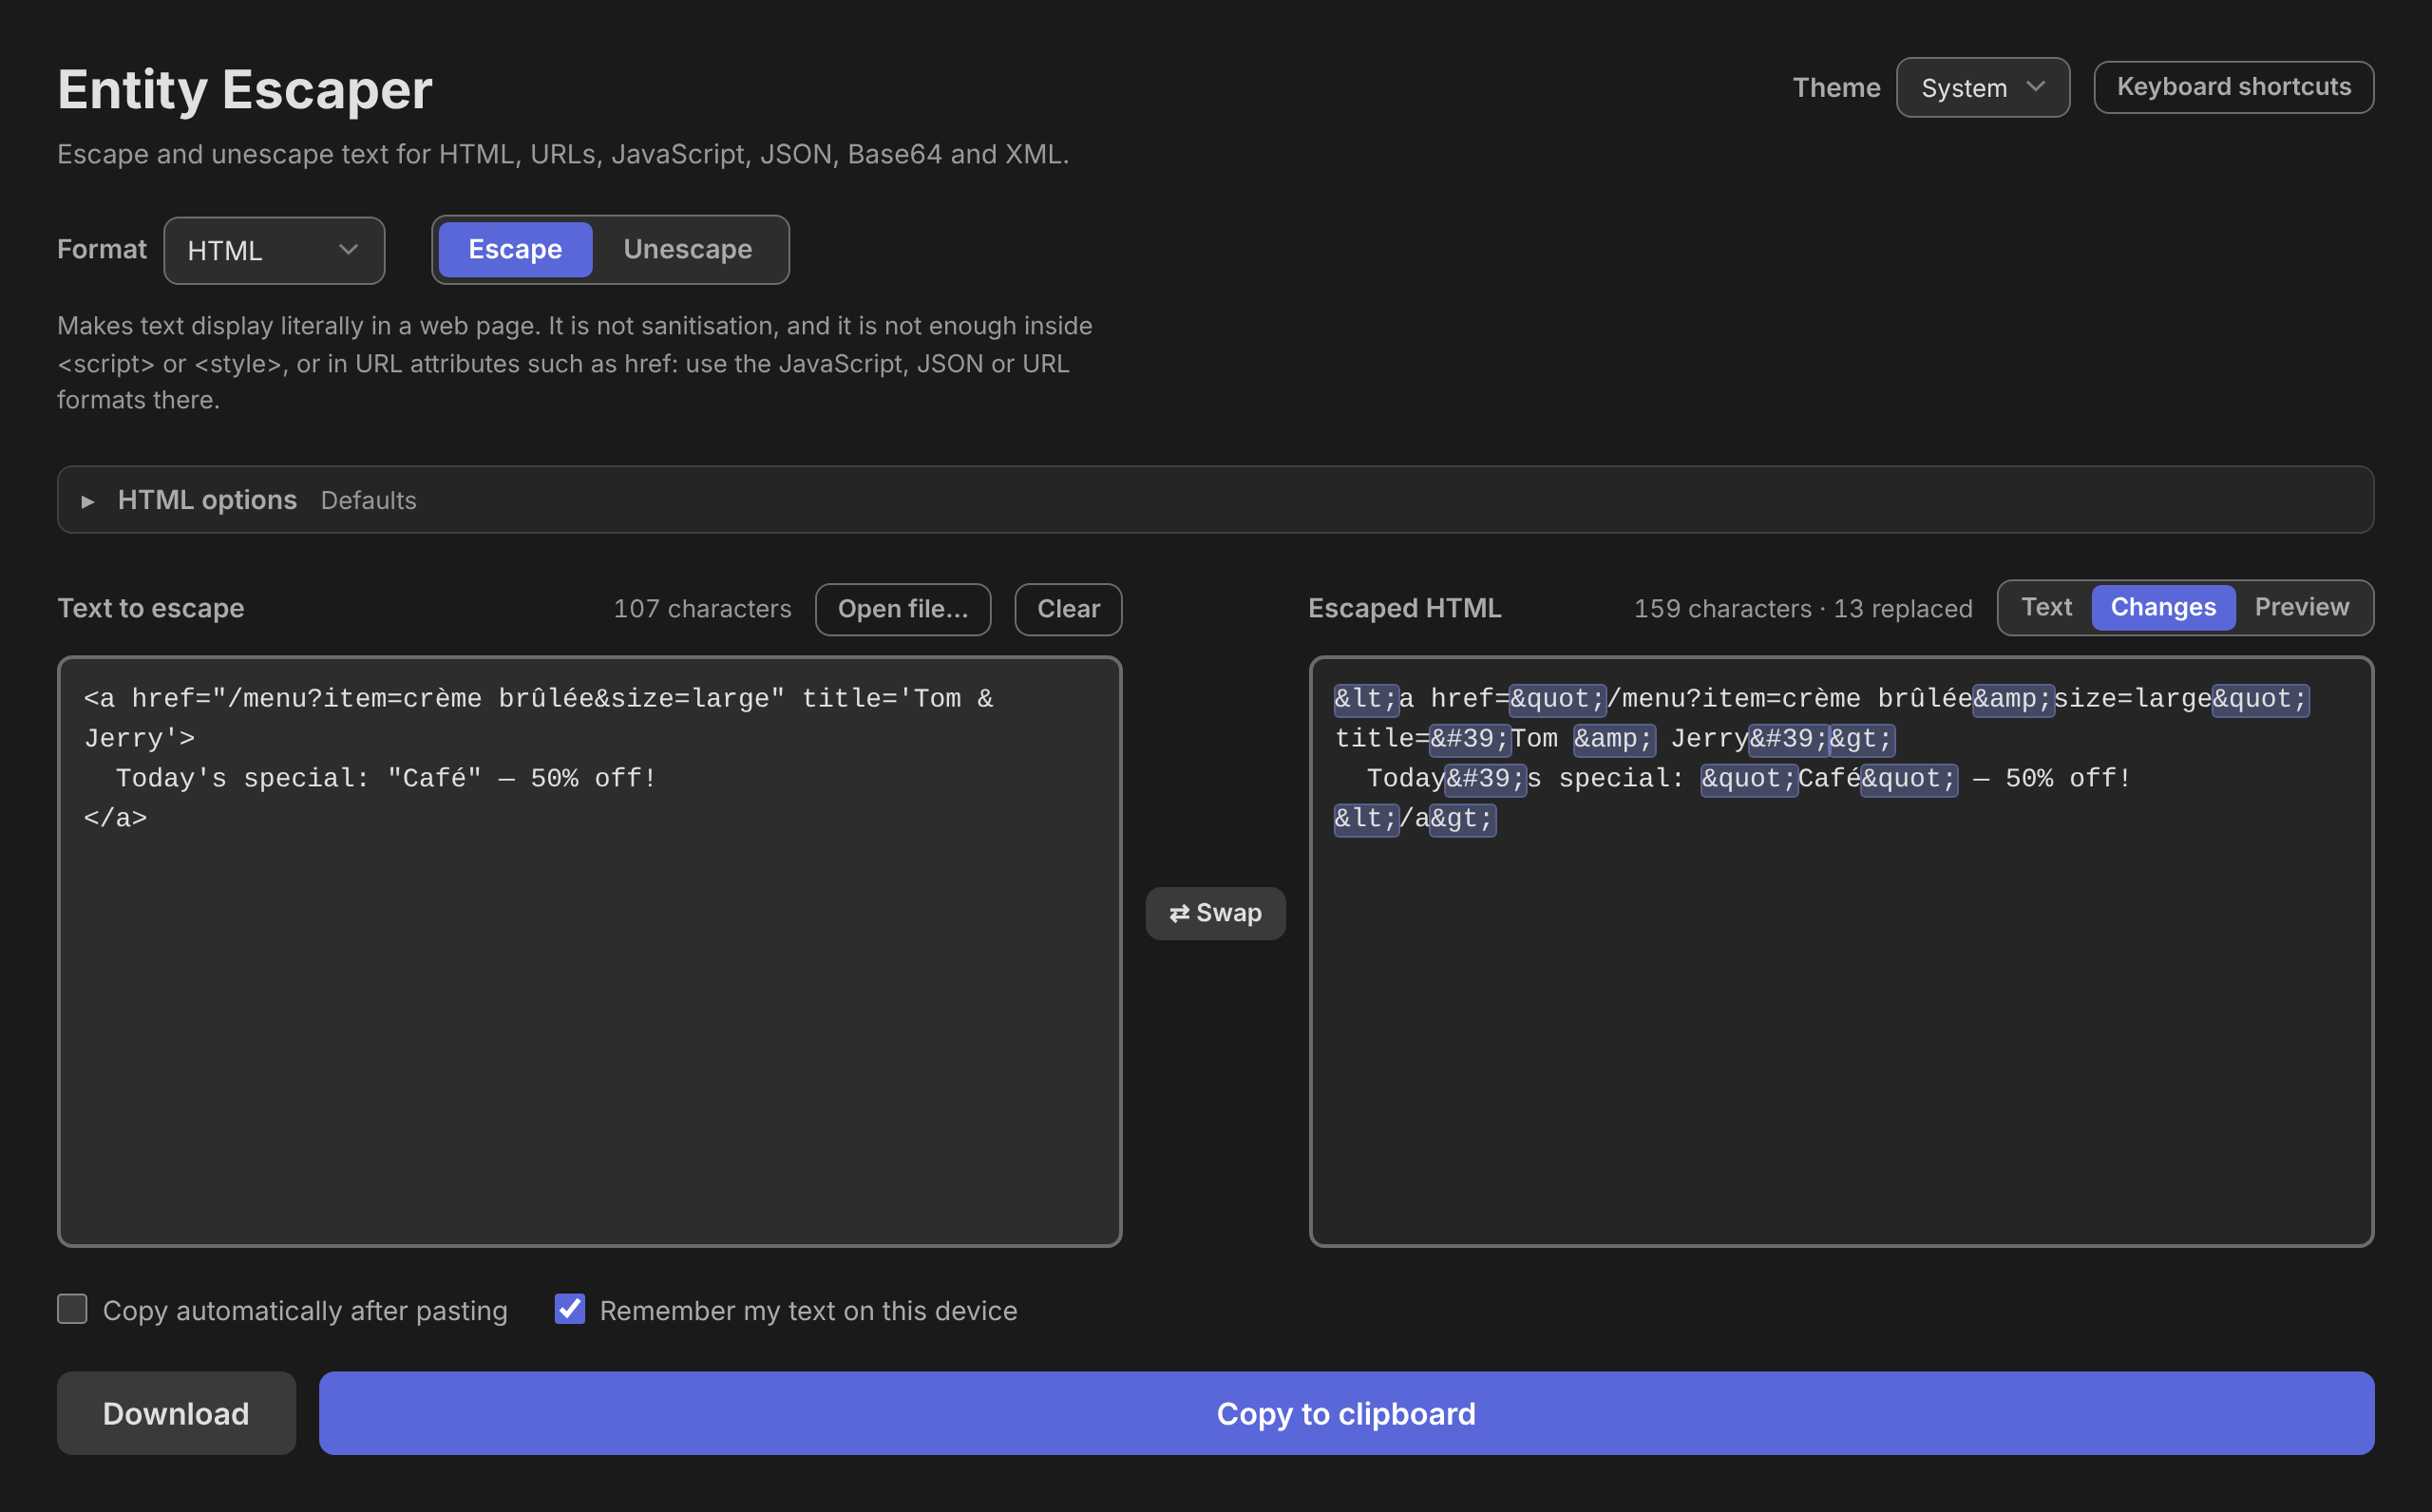 Entity Escaper
Theme
System
Keyboard shortcuts
Escape and unescape text for HTML, URLs, JavaScript, JSON, Base64 and XML.
Format
HTML
Escape
Unescape
Makes text display literally in a web page. It is not sanitisation, and it is not enough inside
<script> or <style>, or in URL attributes such as href: use the JavaScript, JSON or URL
formats there.
▸ HTML options Defaults
Text to escape
107 characters
Open file...
Clear
<a href="/menu?item=crème brûlée&size=large" title='Tom &
Jerry'>
  Today's special: "Café" — 50% off!
</a>
⇄ Swap
Escaped HTML
159 characters · 13 replaced
Text
Changes
Preview
&lt;a href=&quot;/menu?item=crème brûlée&amp;size=large&quot;
title=&#39;Tom &amp; Jerry&#39;&gt;
  Today&#39;s special: &quot;Café&quot; — 50% off!
&lt;/a&gt;
Copy automatically after pasting
Remember my text on this device
Download
Copy to clipboard